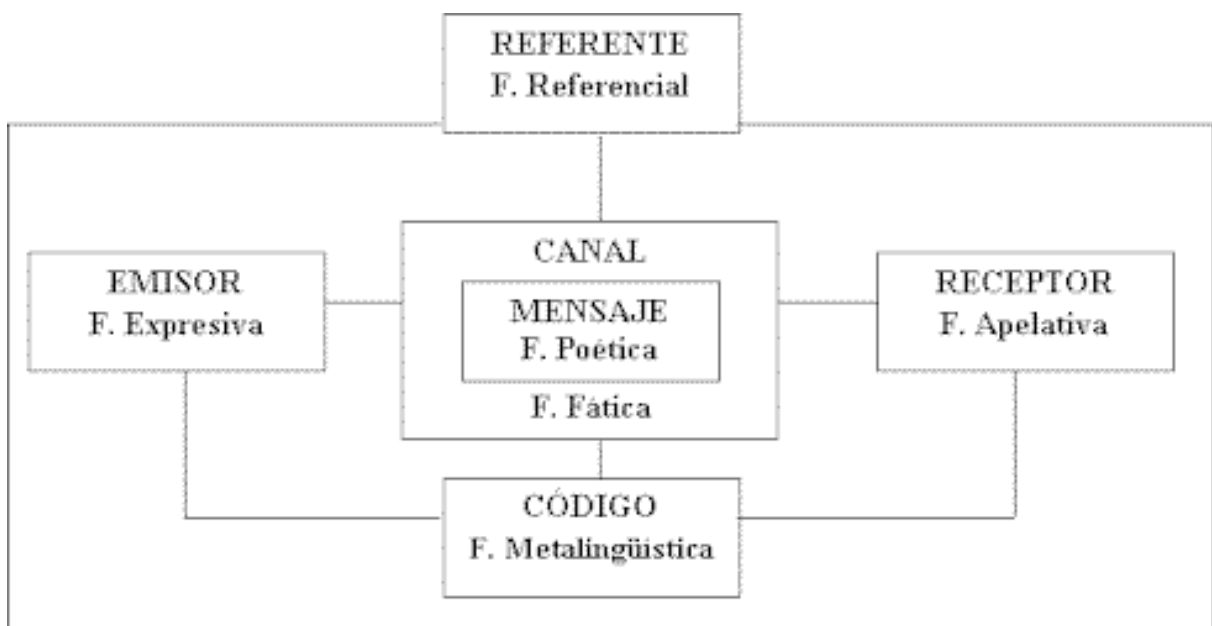 REFERENTE
F. Referencial
EMISOR
F. Expresiva
CANAL
MENSAJE
F. Poética
F. Fática
RECEPTOR
F. Apelativa
CÓDIGO
F. Metalingüística